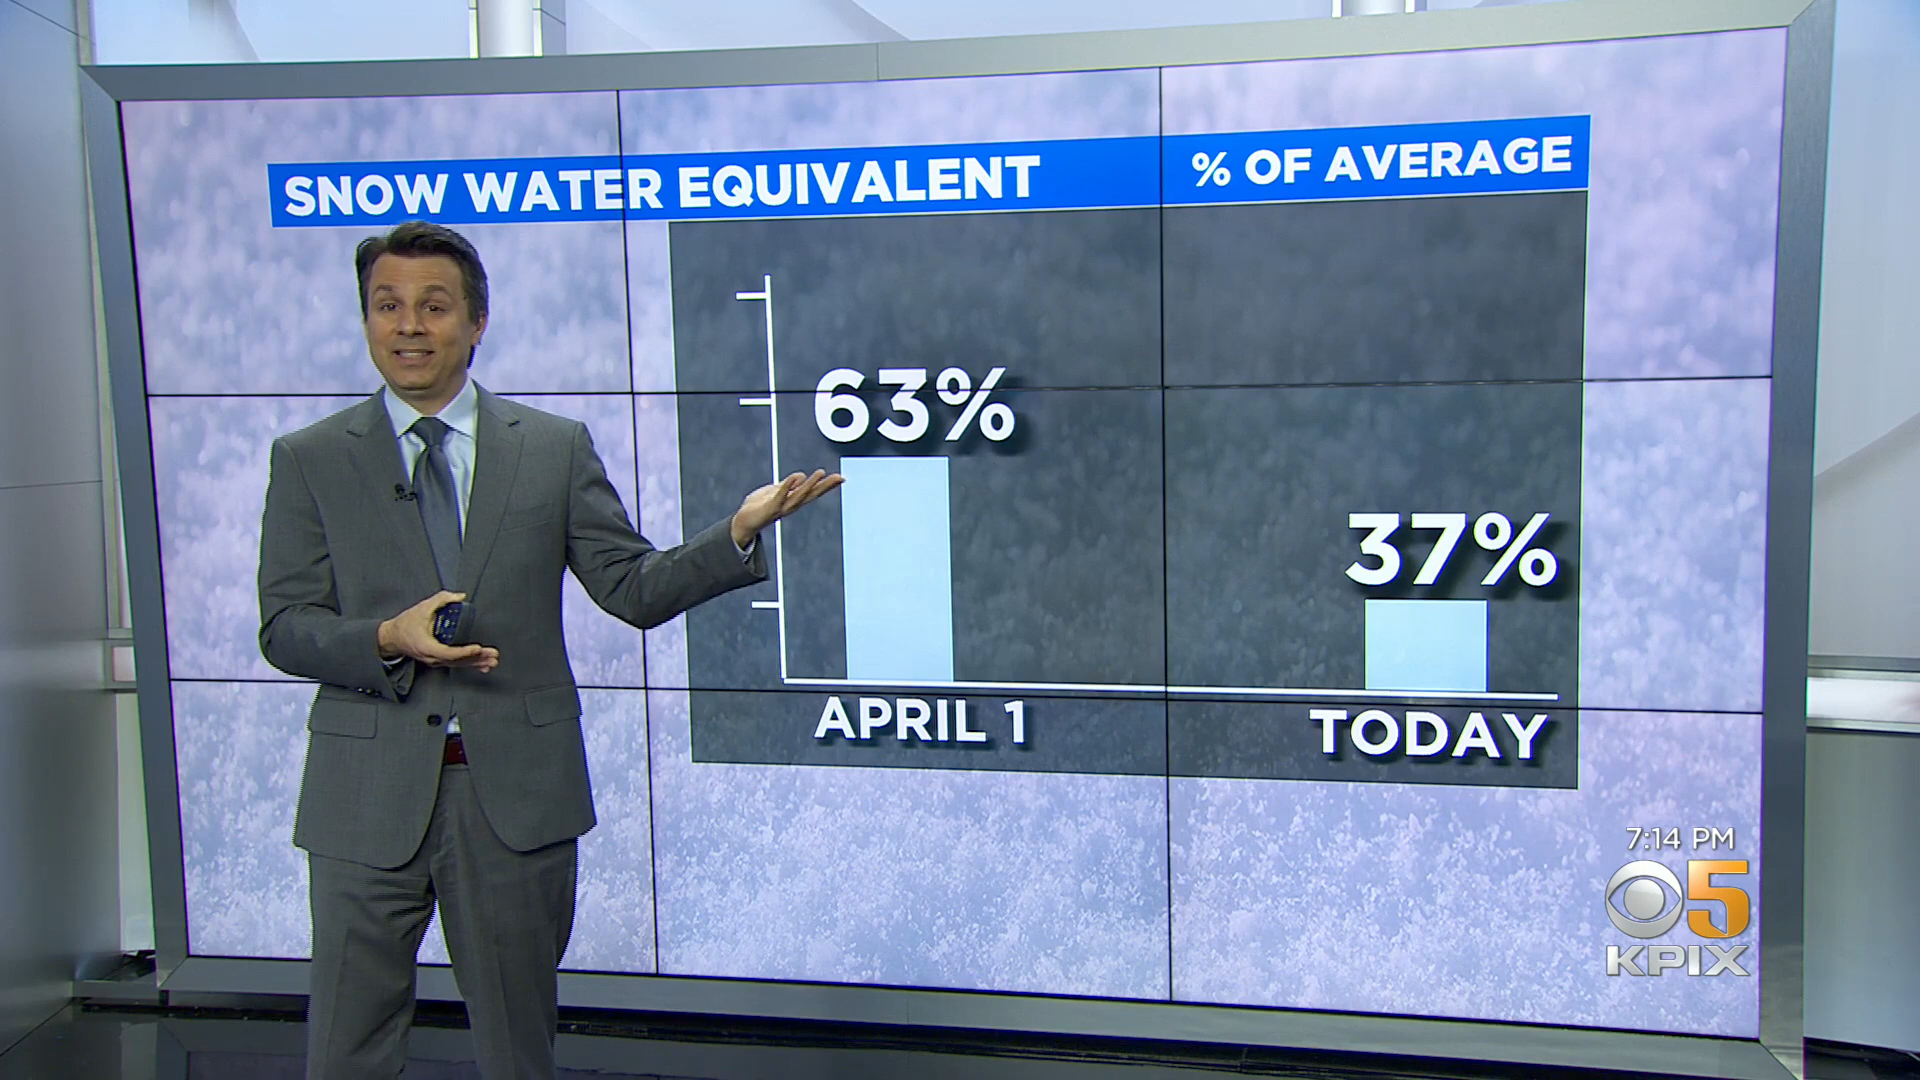 SNOW WATER EQUIVALENT
% OF AVERAGE
63%
37%
APRIL 1
TODAY
7:14 PM
5
KPIX